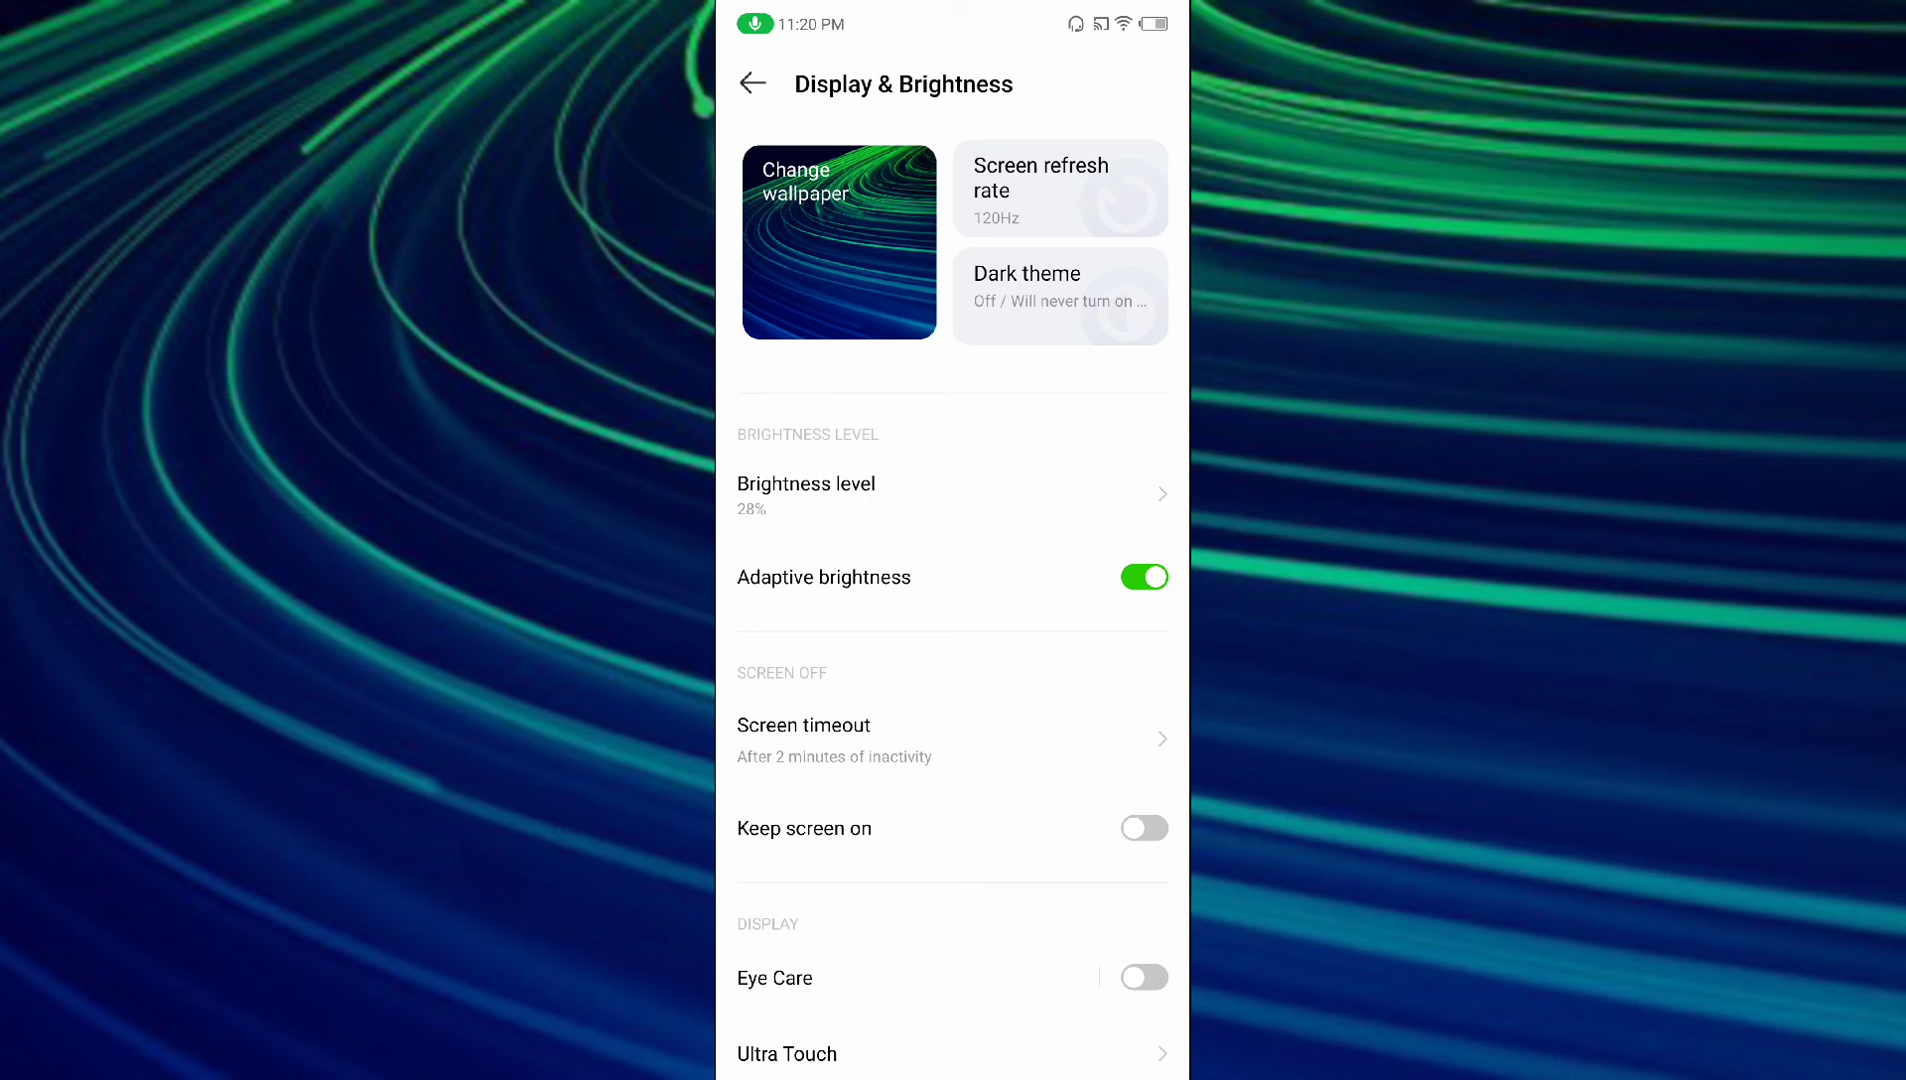 11:20 PM
Display & Brightness
Change
wallpaper
Screen refresh
rate
120Hz
Dark theme
Off / Will never turn on ...
BRIGHTNESS LEVEL
Brightness level
28%
Adaptive brightness
SCREEN OFF
Screen timeout
After 2 minutes of inactivity
Keep screen on
DISPLAY
Eye Care
Ultra Touch